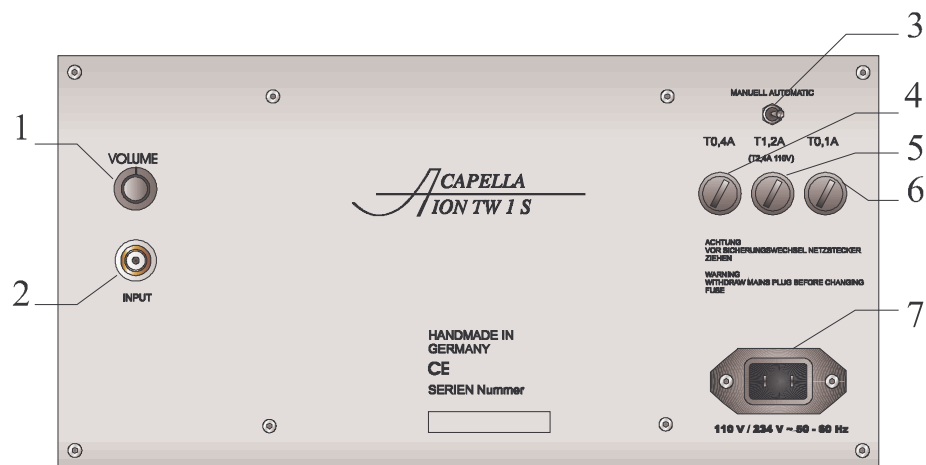 3
MANUELL AUTOMATIC
4
1
T0,4A T1,2A T0,1A
5
VOLUME
(T2,4A 110V)
6
ACAPELLA
ION TW 1 S
ACHTUNG
VOR SICHERUNGSWECHSEL NETZSTECKER
ZIEHEN
WARNING
WITHDRAW MAINS PLUG BEFORE CHANGING
FUSE
2
INPUT
7
HANDMADE IN
GERMANY
CE
SERIEN Nummer
110 V / 234 V ~ 50 - 60 Hz